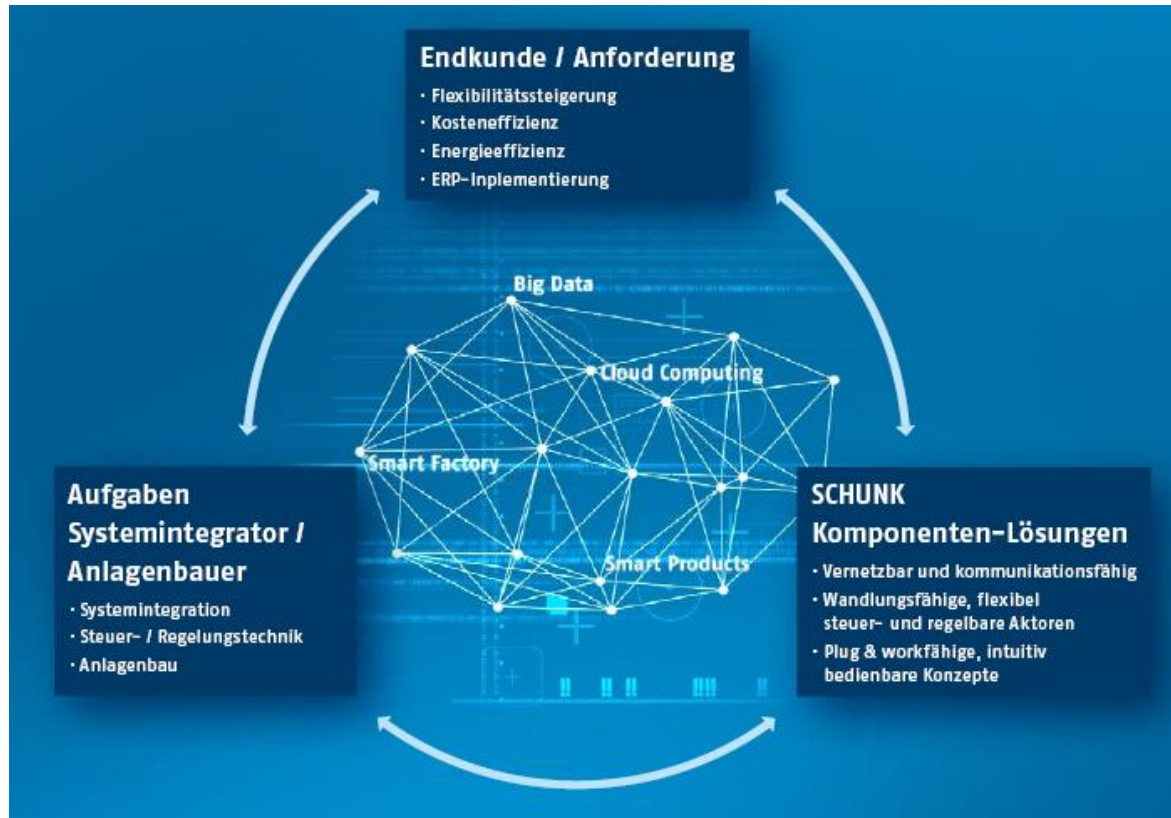 Endkunde / Anforderung
· Flexibilitätssteigerung
· Kosteneffizienz
· Energieeffizienz
· ERP-Inplementierung
Big Data
Cloud Computing
Smart Factory
Smart Products
Aufgaben
Systemintegrator /
Anlagenbauer
· Systemintegration
· Steuer- / Regelungstechnik
· Anlagenbau
SCHUNK
Komponenten-Lösungen
· Vernetzbar und kommunikationsfähig
· Wandlungsfähige, flexibel
steuer- und regelbare Aktoren
· Plug & workfähige, intuitiv
bedienbare Konzepte